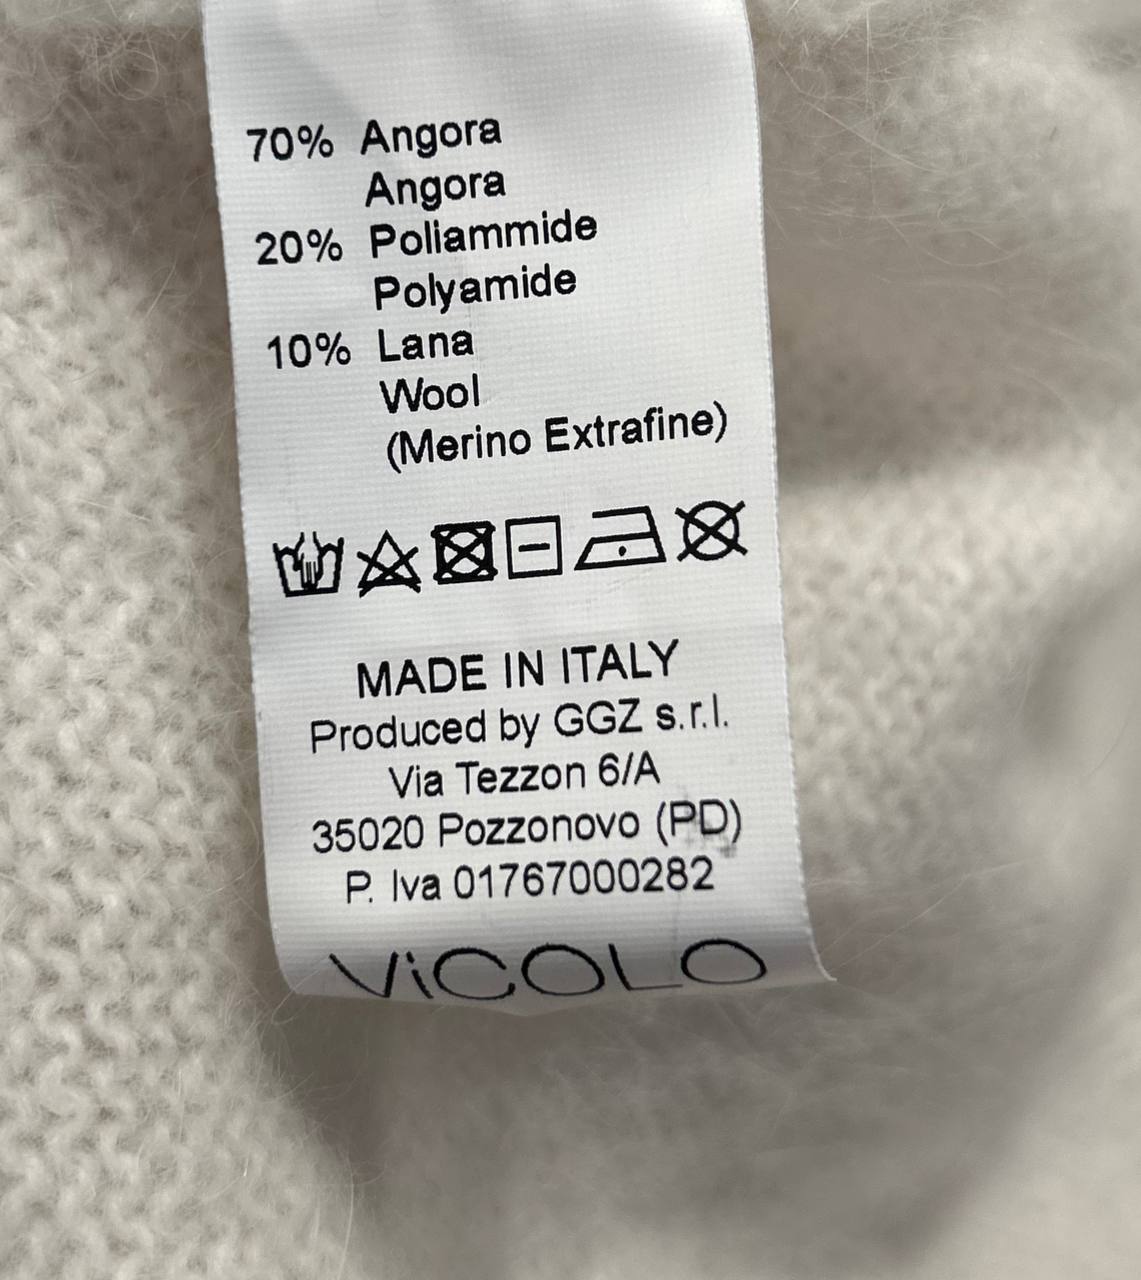 70% Angora
Angora
20% Poliammide
Polyamide
10% Lana
Wool
(Merino Extrafine)
MADE IN ITALY
Produced by GGZ s.r.l.
Via Tezzon 6/A
35020 Pozzonovo (PD)
P. Iva 01767000282
ViCOLO